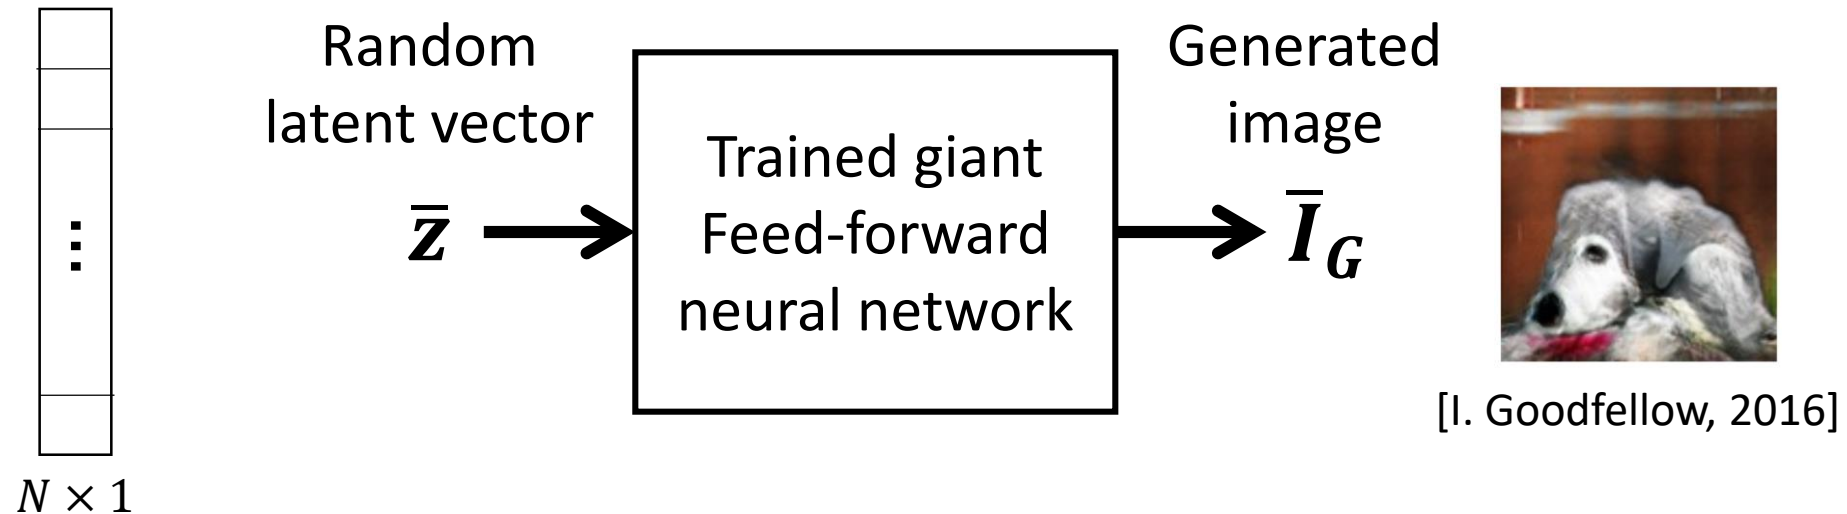 ⋮
N × 1
Random
latent vector
z̄
Trained giant
Feed-forward
neural network
Generated
image
Ī_G
[I. Goodfellow, 2016]